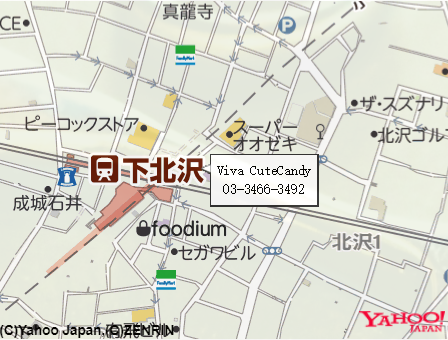 真龍寺
CE
P
FamilyMart
ザ・スズナリ
ピーコックストア
スーパー
オオゼキ
北沢ゴル
下北沢
Viva CuteCandy
03-3466-3492
成城石井
foodium
北沢1
セガワビル
FamilyMart
YAHOO!
JAPAN
(C)Yahoo Japan,(C)ZENRIN